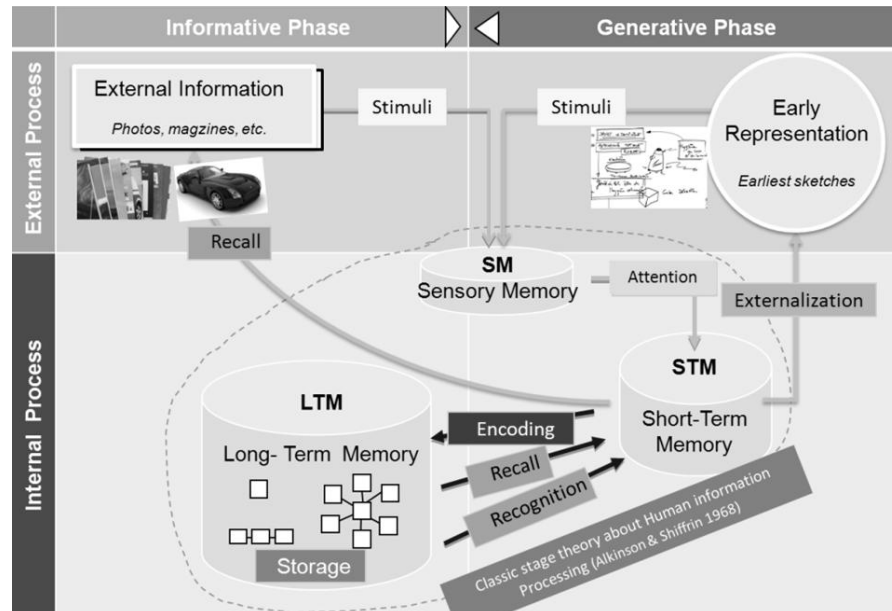 Informative Phase
Generative Phase
External Process
External Information
Photos, magzines, etc.
Stimuli
Stimuli
Early
Representation
Earliest sketches
Recall
SM
Sensory Memory
Attention
Externalization
Internal Process
LTM
Long- Term Memory
Storage
Encoding
Recall
Recognition
STM
Short-Term
Memory
Classic stage theory about Human information
Processing (Alkinson & Shiffrin 1968)